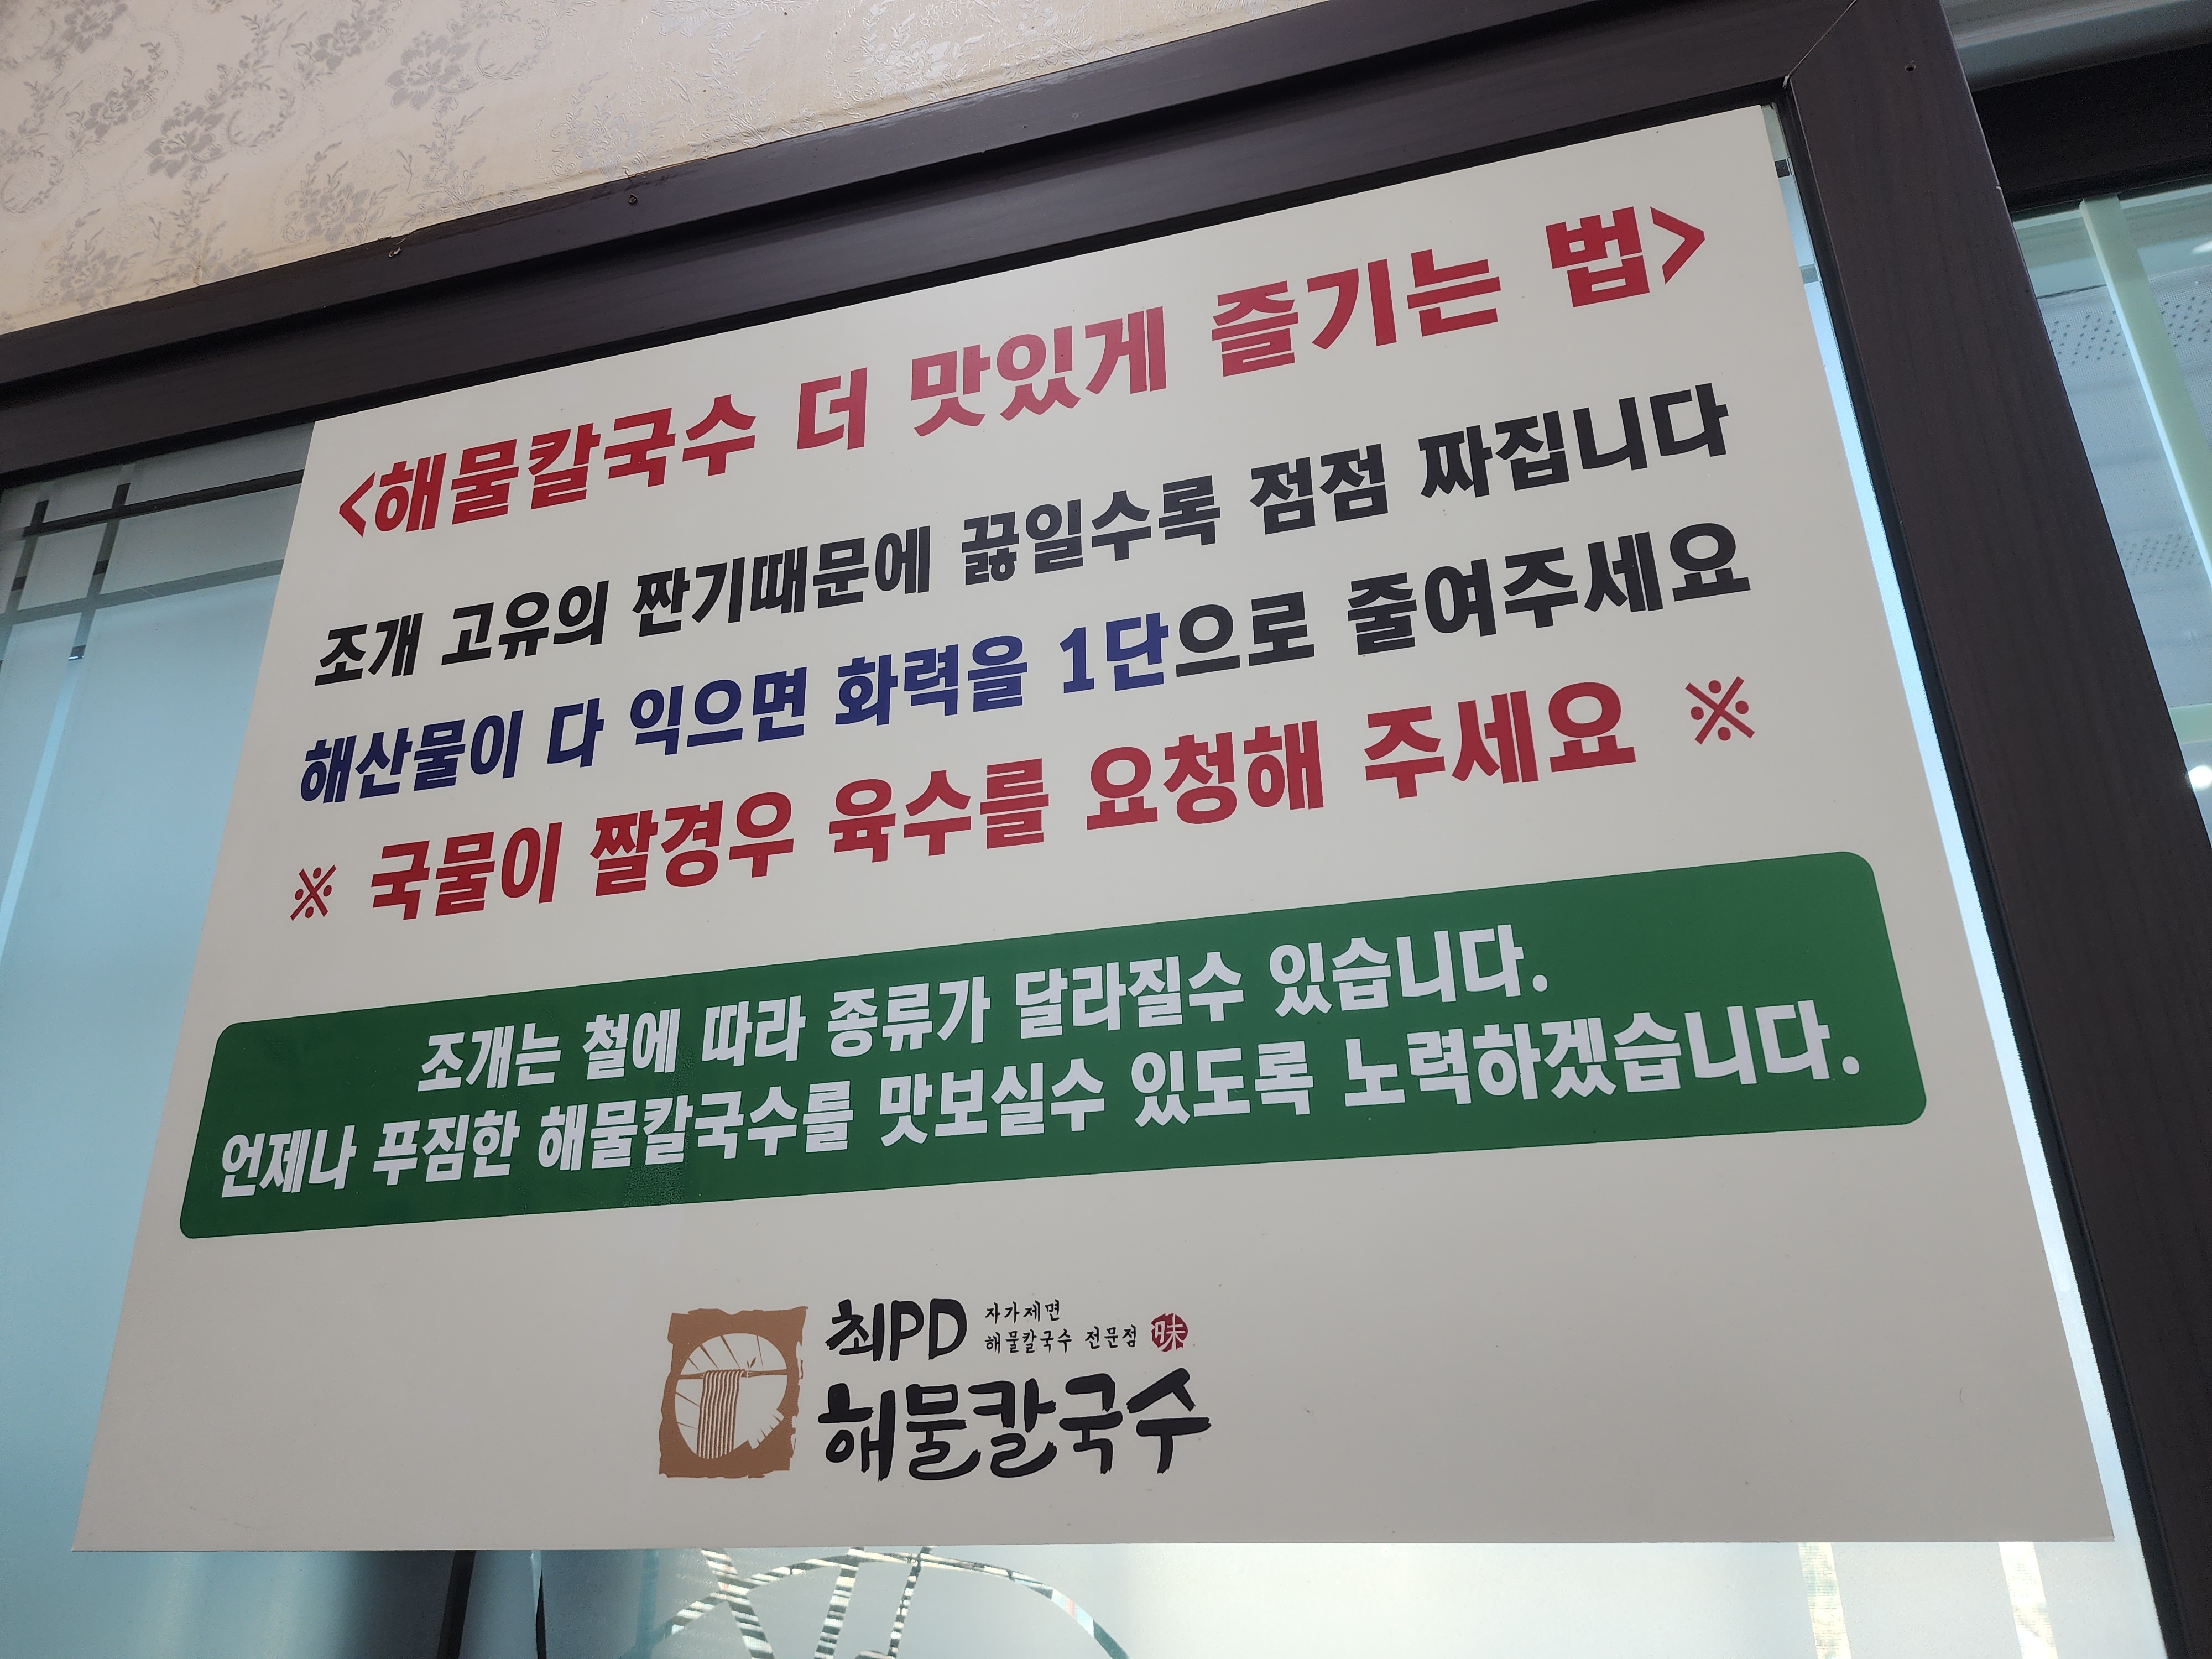 <해물칼국수 더 맛있게 즐기는 법>
조개 고유의 짠기때문에 끓일수록 점점 짜집니다
해산물이 다 익으면 화력을 1단으로 줄여주세요
※ 국물이 짤경우 육수를 요청해 주세요 ※
조개는 철에 따라 종류가 달라질수 있습니다.
언제나 푸짐한 해물칼국수를 맛보실수 있도록 노력하겠습니다.
최PD 자가제면
해물칼국수 전문점 味
해물칼국수